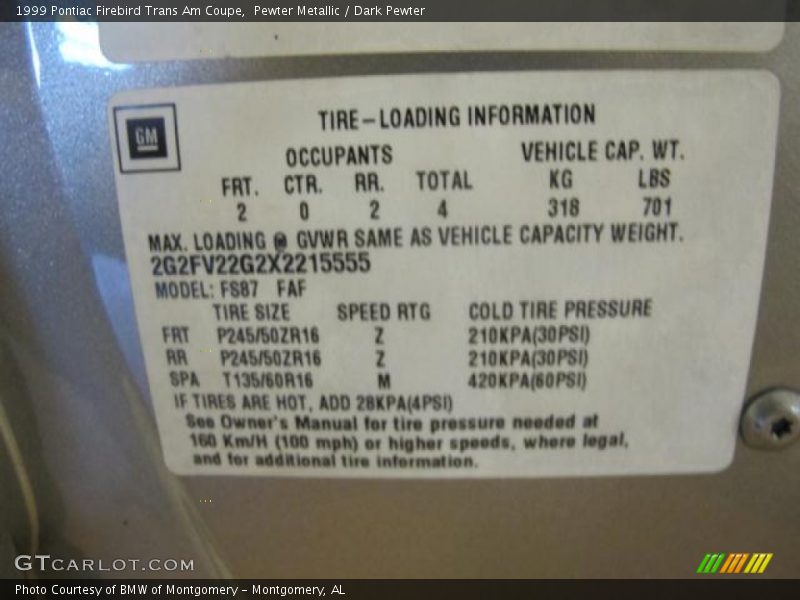 1999 Pontiac Firebird Trans Am Coupe,  Pewter Metallic / Dark Pewter
GM
TIRE-LOADING INFORMATION
OCCUPANTS VEHICLE CAP. WT.
FRT. CTR. RR. TOTAL KG LBS
2 0 2 4 318 701
MAX. LOADING @ GVWR SAME AS VEHICLE CAPACITY WEIGHT.
2G2FV22G2X2215555
MODEL: FS87 FAF
TIRE SIZE SPEED RTG COLD TIRE PRESSURE
FRT P245/50ZR16 Z 210KPA(30PSI)
RR P245/50ZR16 Z 210KPA(30PSI)
SPA T135/60R16 M 420KPA(60PSI)
IF TIRES ARE HOT, ADD 28KPA(4PSI)
See Owner's Manual for tire pressure needed at
160 Km/H (100 mph) or higher speeds, where legal,
and for additional tire information.
GTCARLOT.COM
Photo Courtesy of BMW of Montgomery – Montgomery, AL